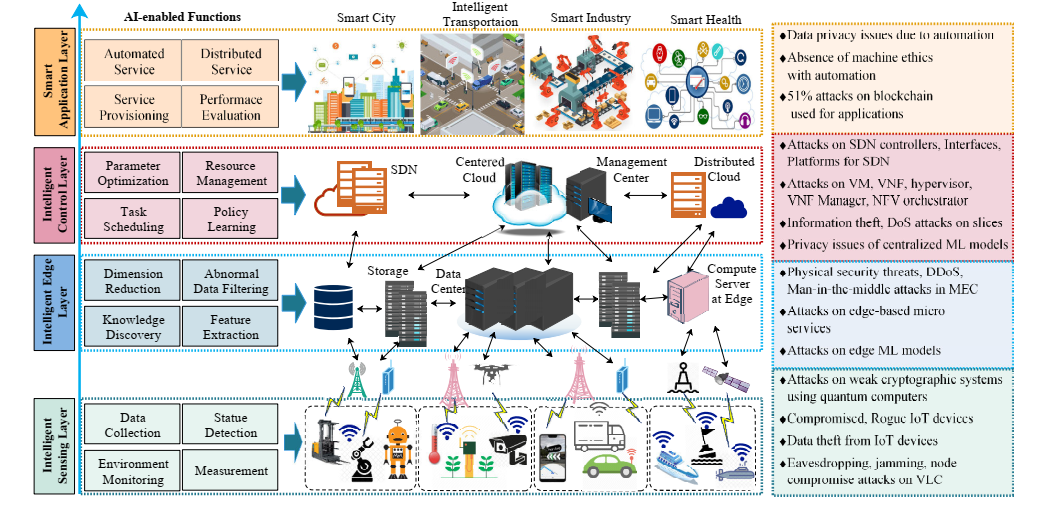 AI-enabled Functions
Smart City
Intelligent
Transportaion
Smart Industry
Smart Health
Smart
Application Layer
Automated
Service
Distributed
Service
Service
Provisioning
Performace
Evaluation
♦Data privacy issues due to automation
♦Absence of machine ethics
with automation
♦51% attacks on blockchain
used for applications
Intelligent
Control Layer
Parameter
Optimization
Resource
Management
Task
Scheduling
Policy
Learning
SDN
Centered
Cloud
Management
Center
Distributed
Cloud
♦Attacks on SDN controllers, Interfaces,
Platforms for SDN
♦Attacks on VM, VNF, hypervisor,
VNF Manager, NFV orchestrator
♦Information theft, DoS attacks on slices
♦Privacy issues of centralized ML models
Intelligent Edge
Layer
Dimension
Reduction
Abnormal
Data Filtering
Knowledge
Discovery
Feature
Extraction
Storage
Data
Center
Compute
Server
at Edge
♦Physical security threats, DDoS,
Man-in-the-middle attacks in MEC
♦Attacks on edge-based micro
services
♦Attacks on edge ML models
Intelligent
Sensing Layer
Data
Collection
Statue
Detection
Environment
Monitoring
Measurement
♦Attacks on weak cryptographic systems
using quantum computers
♦Compromised, Rogue IoT devices
♦Data theft from IoT devices
♦Eavesdropping, jamming, node
compromise attacks on VLC